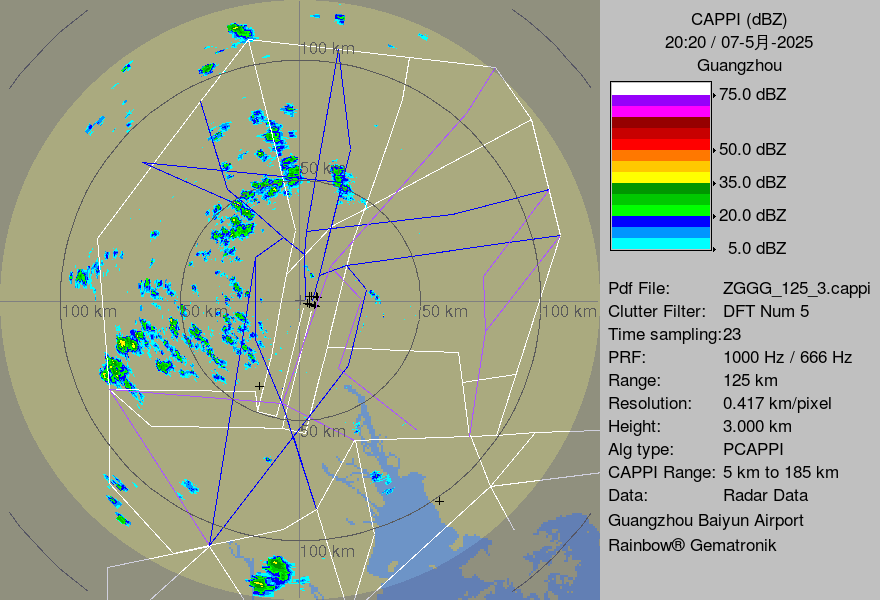 CAPPI (dBZ)
20:20 / 07-5月-2025
Guangzhou
75.0 dBZ
50.0 dBZ
35.0 dBZ
20.0 dBZ
5.0 dBZ
Pdf File: ZGGG_125_3.cappi
Clutter Filter: DFT Num 5
Time sampling:23
PRF: 1000 Hz / 666 Hz
Range: 125 km
Resolution: 0.417 km/pixel
Height: 3.000 km
Alg type: PCAPPI
CAPPI Range: 5 km to 185 km
Data: Radar Data
Guangzhou Baiyun Airport
Rainbow® Gematronik
100 km
50 km
100 km
50 km
50 km
100 km
50 km
100 km